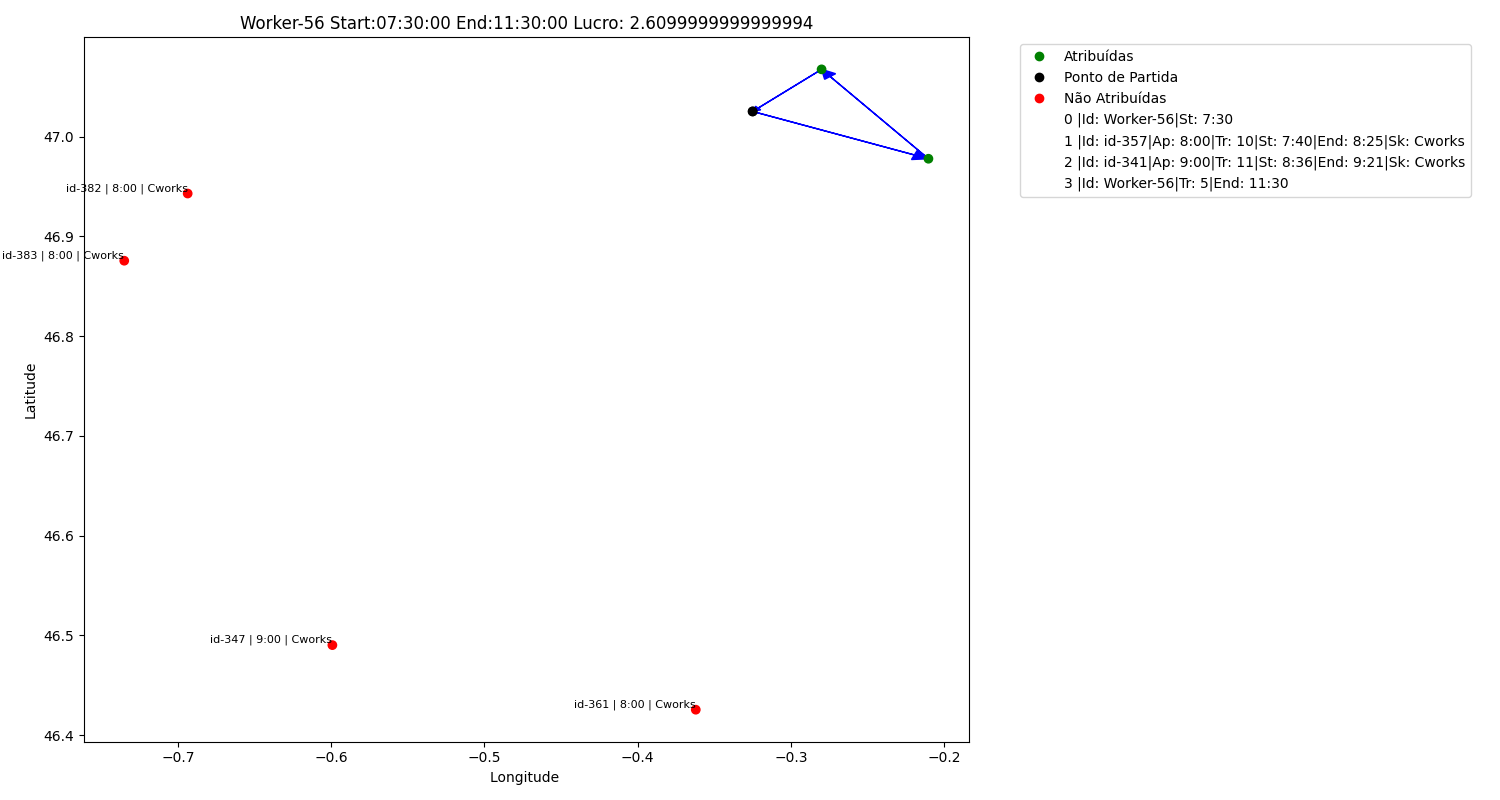 Worker-56 Start:07:30:00 End:11:30:00 Lucro: 2.6099999999999994
Atribuídas
Ponto de Partida
Não Atribuídas
0 |Id: Worker-56|St: 7:30
1 |Id: id-357|Ap: 8:00|Tr: 10|St: 7:40|End: 8:25|Sk: Cworks
2 |Id: id-341|Ap: 9:00|Tr: 11|St: 8:36|End: 9:21|Sk: Cworks
3 |Id: Worker-56|Tr: 5|End: 11:30
47.0
id-382 | 8:00 | Cworks
46.9
id-383 | 8:00 | Cworks
46.8
Latitude
46.7
46.6
46.5
id-347 | 9:00 | Cworks
id-361 | 8:00 | Cworks
46.4
−0.7
−0.6
−0.5
−0.4
−0.3
−0.2
Longitude